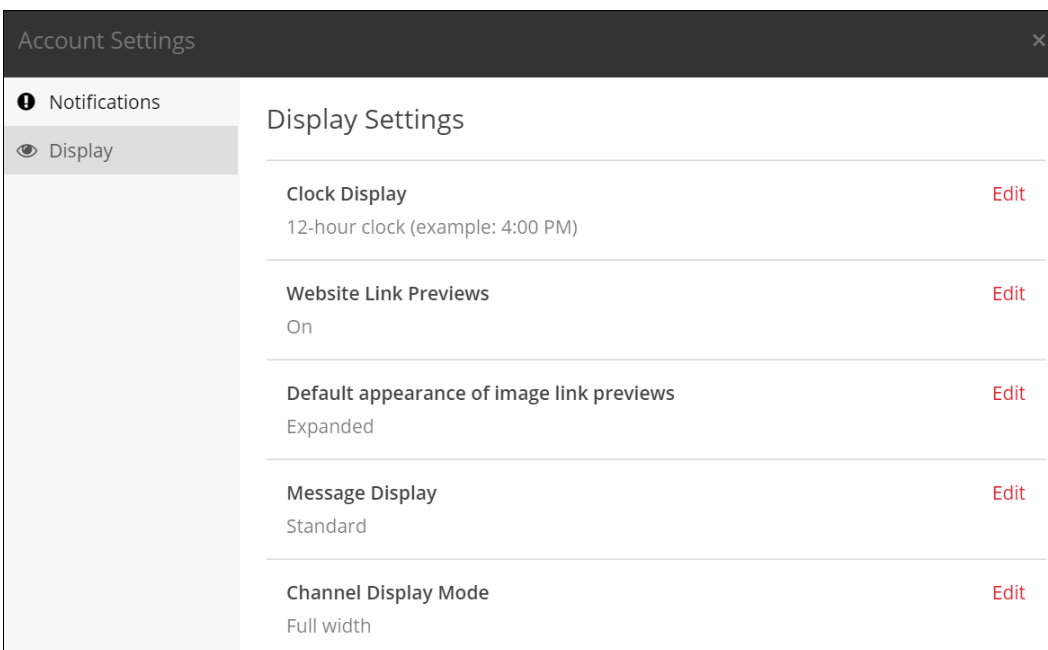 Account Settings
×
Notifications
Display
Display Settings
Clock Display
Edit
12-hour clock (example: 4:00 PM)
Website Link Previews
Edit
On
Default appearance of image link previews
Edit
Expanded
Message Display
Edit
Standard
Channel Display Mode
Edit
Full width